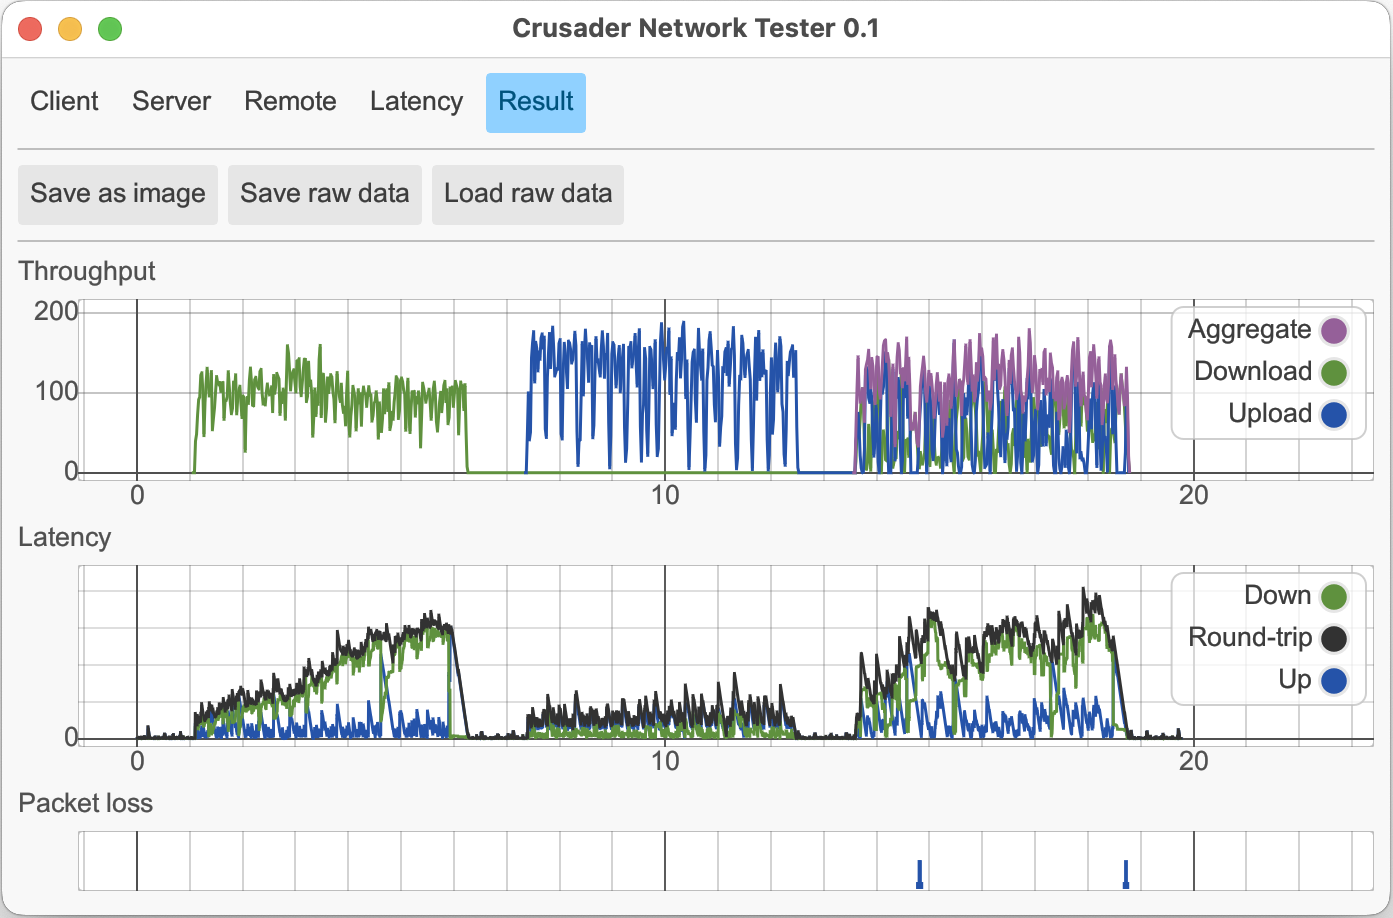 Crusader Network Tester 0.1
Client Server Remote Latency Result
Save as image Save raw data Load raw data
Throughput
200
100
0
0 10 20
Aggregate
Download
Upload
Latency
0
0 10 20
Down
Round-trip
Up
Packet loss